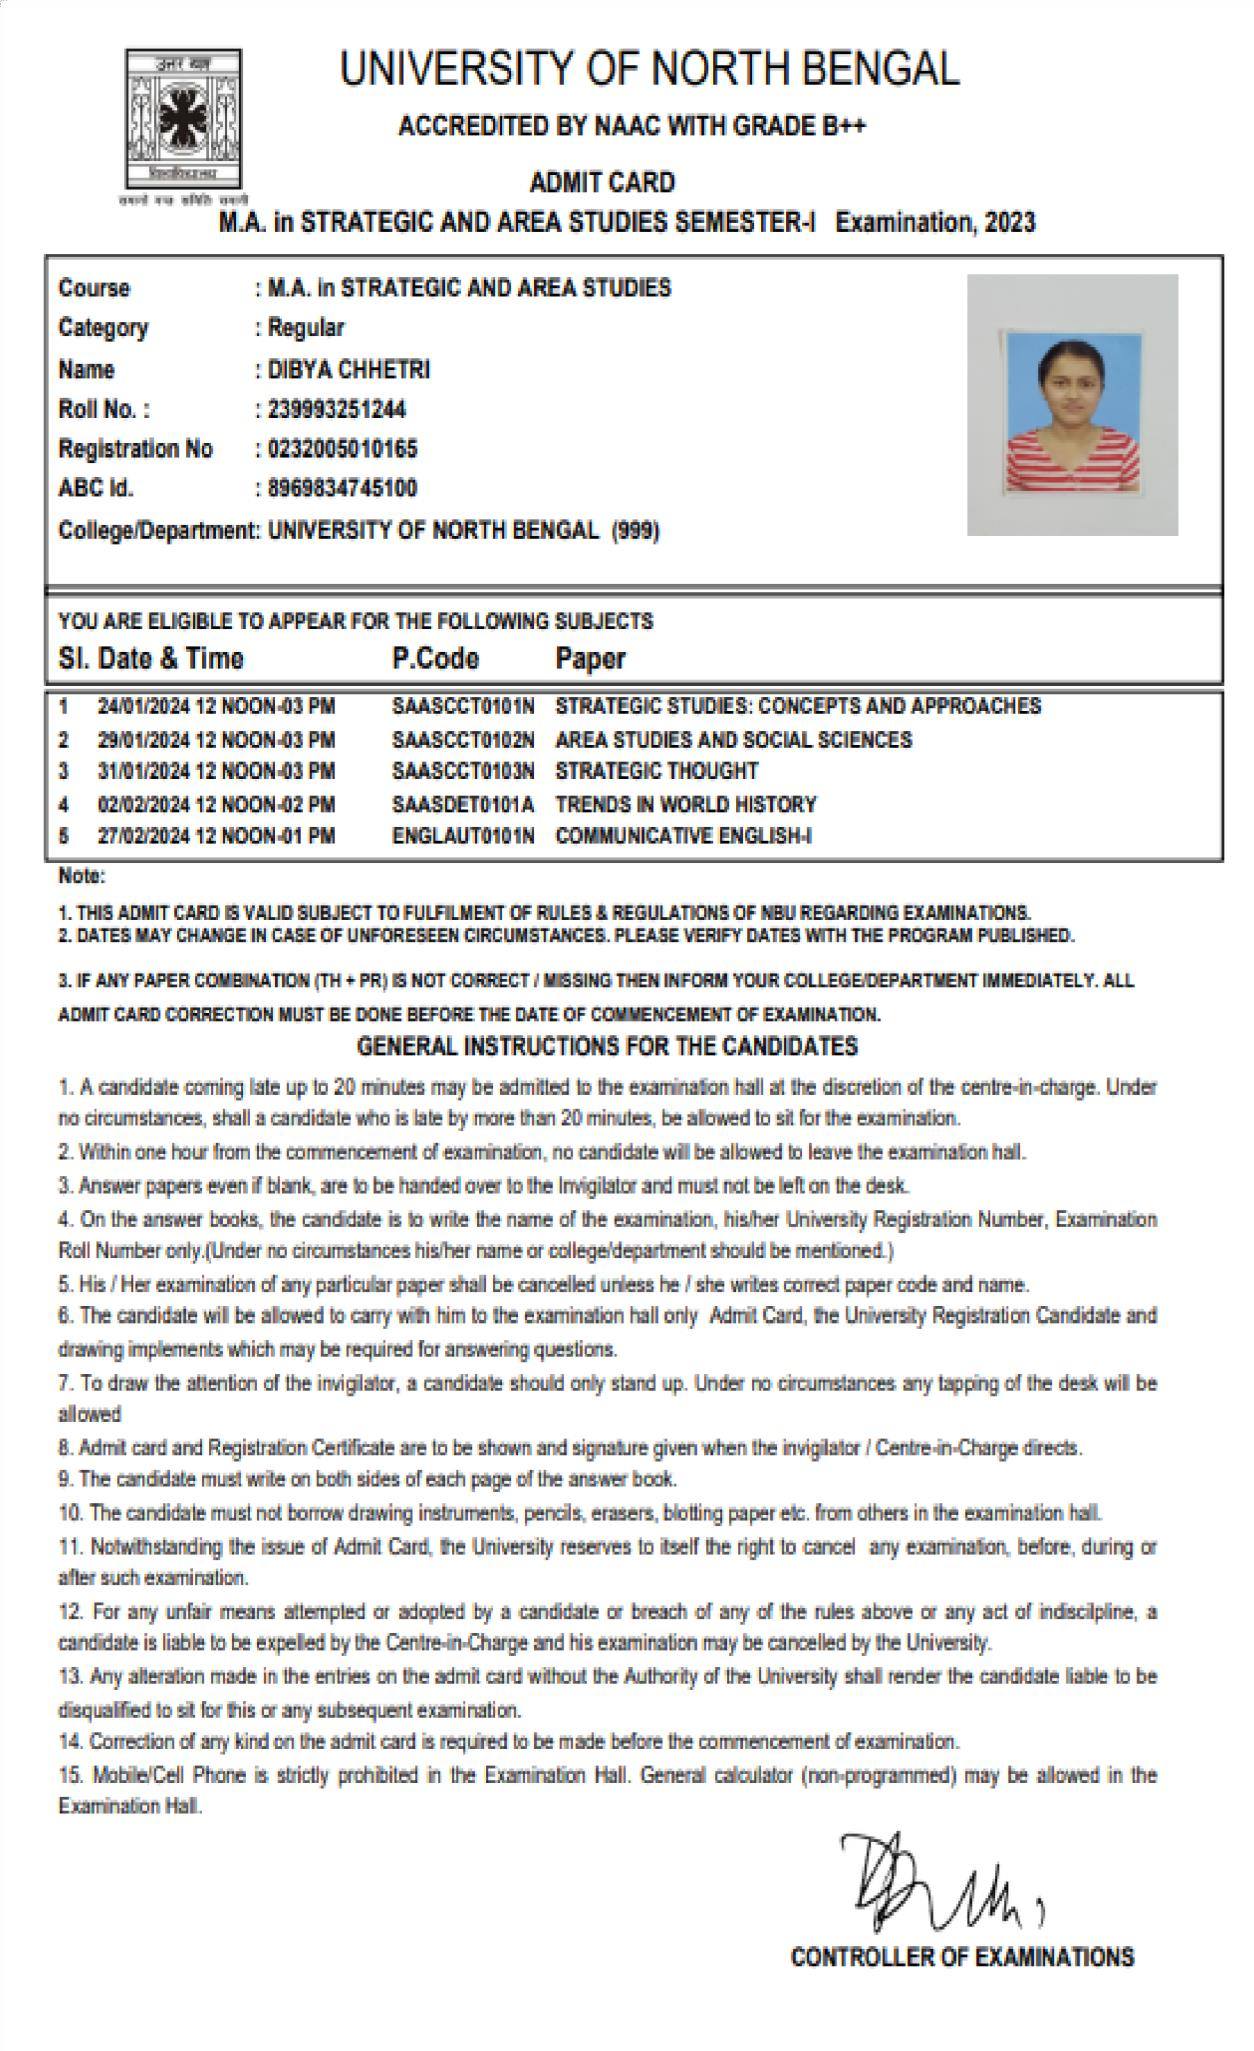 উত্তর বঙ্গ
বিশ্ববিদ্যালয়
समानो मन्त्र समिति समानी
UNIVERSITY OF NORTH BENGAL
ACCREDITED BY NAAC WITH GRADE B++
ADMIT CARD
M.A. in STRATEGIC AND AREA STUDIES SEMESTER-I Examination, 2023
Course : M.A. in STRATEGIC AND AREA STUDIES
Category : Regular
Name : DIBYA CHHETRI
Roll No. : : 239993251244
Registration No : 0232005010165
ABC Id. : 8969834745100
College/Department: UNIVERSITY OF NORTH BENGAL (999)
YOU ARE ELIGIBLE TO APPEAR FOR THE FOLLOWING SUBJECTS
Sl. Date & Time P.Code Paper
1 24/01/2024 12 NOON-03 PM SAASCCT0101N STRATEGIC STUDIES: CONCEPTS AND APPROACHES
2 29/01/2024 12 NOON-03 PM SAASCCT0102N AREA STUDIES AND SOCIAL SCIENCES
3 31/01/2024 12 NOON-03 PM SAASCCT0103N STRATEGIC THOUGHT
4 02/02/2024 12 NOON-02 PM SAASDET0101A TRENDS IN WORLD HISTORY
5 27/02/2024 12 NOON-01 PM ENGLAUT0101N COMMUNICATIVE ENGLISH-I
Note:
1. THIS ADMIT CARD IS VALID SUBJECT TO FULFILMENT OF RULES & REGULATIONS OF NBU REGARDING EXAMINATIONS.
2. DATES MAY CHANGE IN CASE OF UNFORESEEN CIRCUMSTANCES. PLEASE VERIFY DATES WITH THE PROGRAM PUBLISHED.
3. IF ANY PAPER COMBINATION (TH + PR) IS NOT CORRECT / MISSING THEN INFORM YOUR COLLEGE/DEPARTMENT IMMEDIATELY. ALL
ADMIT CARD CORRECTION MUST BE DONE BEFORE THE DATE OF COMMENCEMENT OF EXAMINATION.
GENERAL INSTRUCTIONS FOR THE CANDIDATES
1. A candidate coming late up to 20 minutes may be admitted to the examination hall at the discretion of the centre-in-charge. Under
no circumstances, shall a candidate who is late by more than 20 minutes, be allowed to sit for the examination.
2. Within one hour from the commencement of examination, no candidate will be allowed to leave the examination hall.
3. Answer papers even if blank, are to be handed over to the Invigilator and must not be left on the desk.
4. On the answer books, the candidate is to write the name of the examination, his/her University Registration Number, Examination
Roll Number only.(Under no circumstances his/her name or college/department should be mentioned.)
5. His / Her examination of any particular paper shall be cancelled unless he / she writes correct paper code and name.
6. The candidate will be allowed to carry with him to the examination hall only Admit Card, the University Registration Candidate and
drawing implements which may be required for answering questions.
7. To draw the attention of the invigilator, a candidate should only stand up. Under no circumstances any tapping of the desk will be
allowed
8. Admit card and Registration Certificate are to be shown and signature given when the invigilator / Centre-in-Charge directs.
9. The candidate must write on both sides of each page of the answer book.
10. The candidate must not borrow drawing instruments, pencils, erasers, blotting paper etc. from others in the examination hall.
11. Notwithstanding the issue of Admit Card, the University reserves to itself the right to cancel any examination, before, during or
after such examination.
12. For any unfair means attempted or adopted by a candidate or breach of any of the rules above or any act of indiscilpline, a
candidate is liable to be expelled by the Centre-in-Charge and his examination may be cancelled by the University.
13. Any alteration made in the entries on the admit card without the Authority of the University shall render the candidate liable to be
disqualified to sit for this or any subsequent examination.
14. Correction of any kind on the admit card is required to be made before the commencement of examination.
15. Mobile/Cell Phone is strictly prohibited in the Examination Hall. General calculator (non-programmed) may be allowed in the
Examination Hall.
CONTROLLER OF EXAMINATIONS